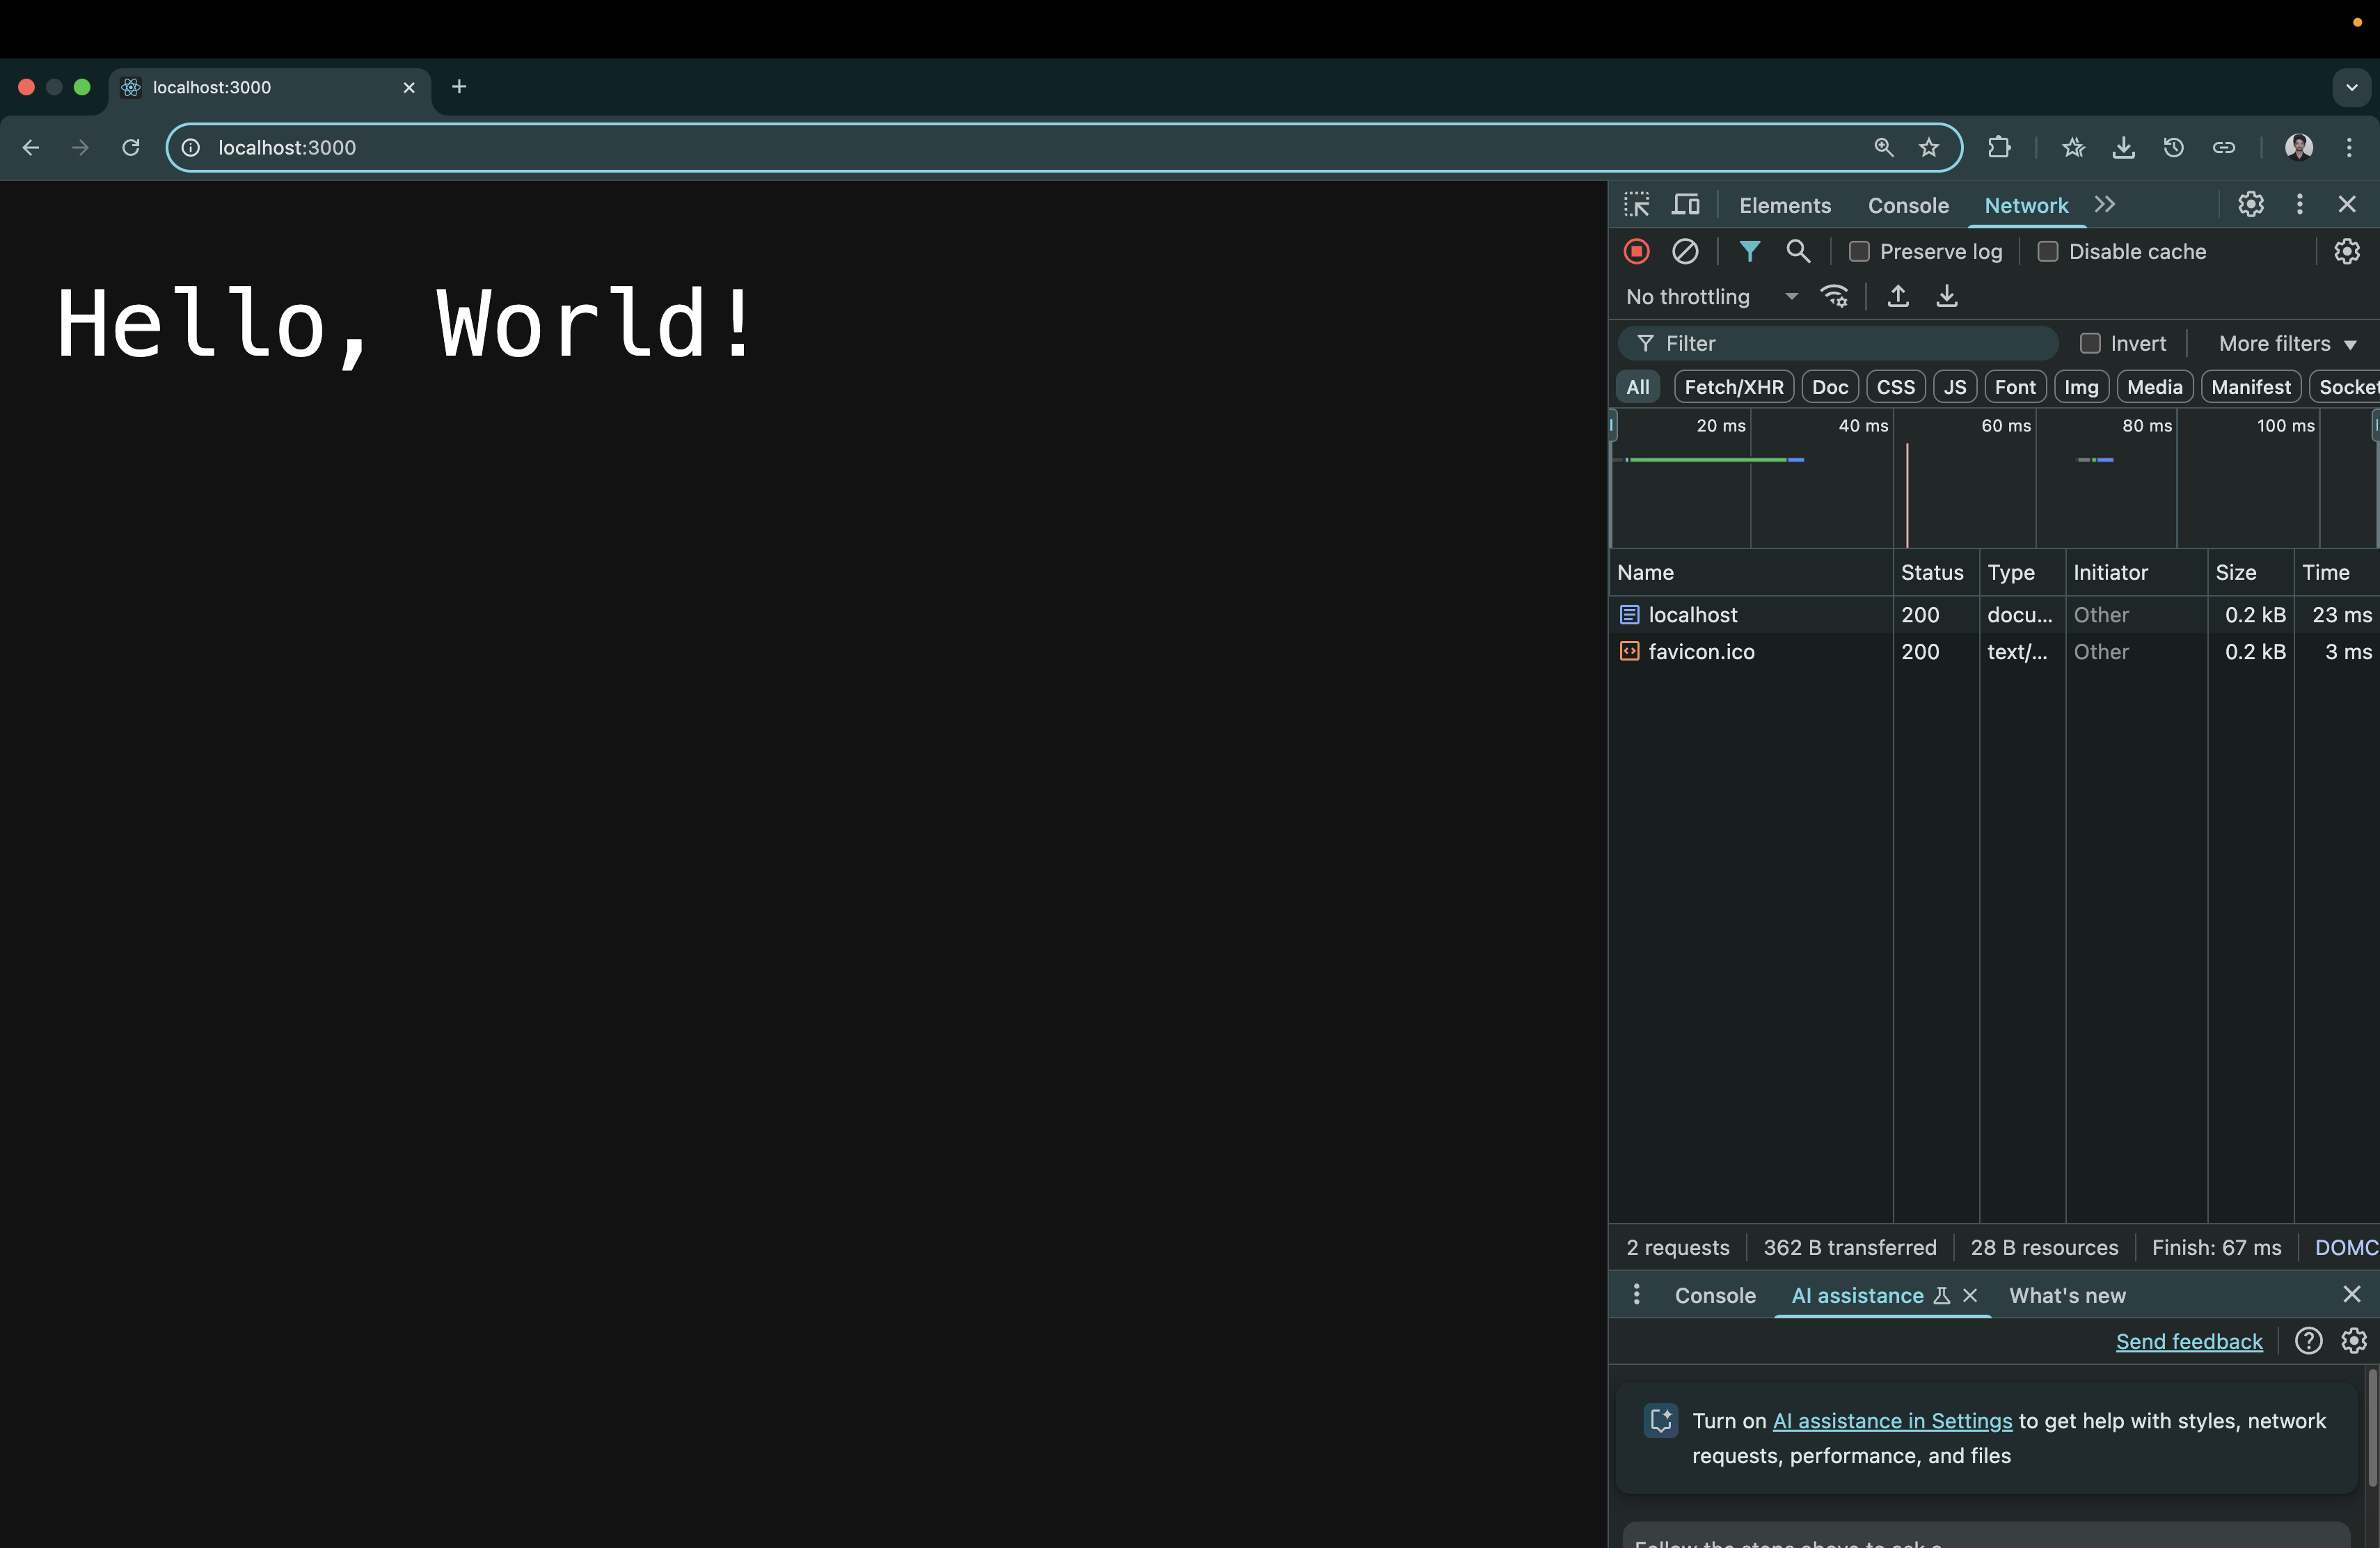 localhost:3000
localhost:3000
Hello, World!
Elements Console Network
Preserve log Disable cache
No throttling
Filter Invert More filters
All Fetch/XHR Doc CSS JS Font Img Media Manifest
20 ms 40 ms 60 ms 80 ms 100 ms
Name Status Type Initiator Size Time
localhost 200 docu... Other 0.2 kB 23 ms
favicon.ico 200 text/... Other 0.2 kB 3 ms
2 requests 362 B transferred 28 B resources Finish: 67 ms DOMC
Console AI assistance What's new
Send feedback
Turn on AI assistance in Settings to get help with styles, network
requests, performance, and files